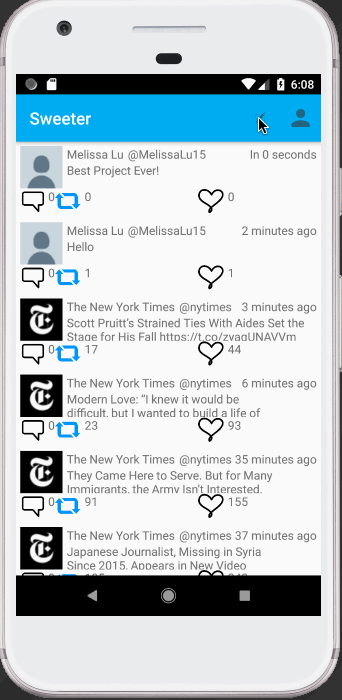 6:08
Sweeter
Melissa Lu @MelissaLu15 In 0 seconds
Best Project Ever!
0 0
Melissa Lu @MelissaLu15 2 minutes ago
Hello
0 1 1
The New York Times @nytimes 3 minutes ago
Scott Pruitt's Strained Ties With Aides Set the
Stage for His Fall
0 17 44
The New York Times @nytimes 6 minutes ago
Modern Love: “I knew it would be
difficult, but I wanted to build a life of
0 23 93
The New York Times @nytimes 35 minutes ago
They Came Here to Serve. But for Many
Immigrants, the Army Isn't Interested.
0 91 155
The New York Times @nytimes 37 minutes ago
Japanese Journalist, Missing in Syria
Since 2015, Appears in New Video